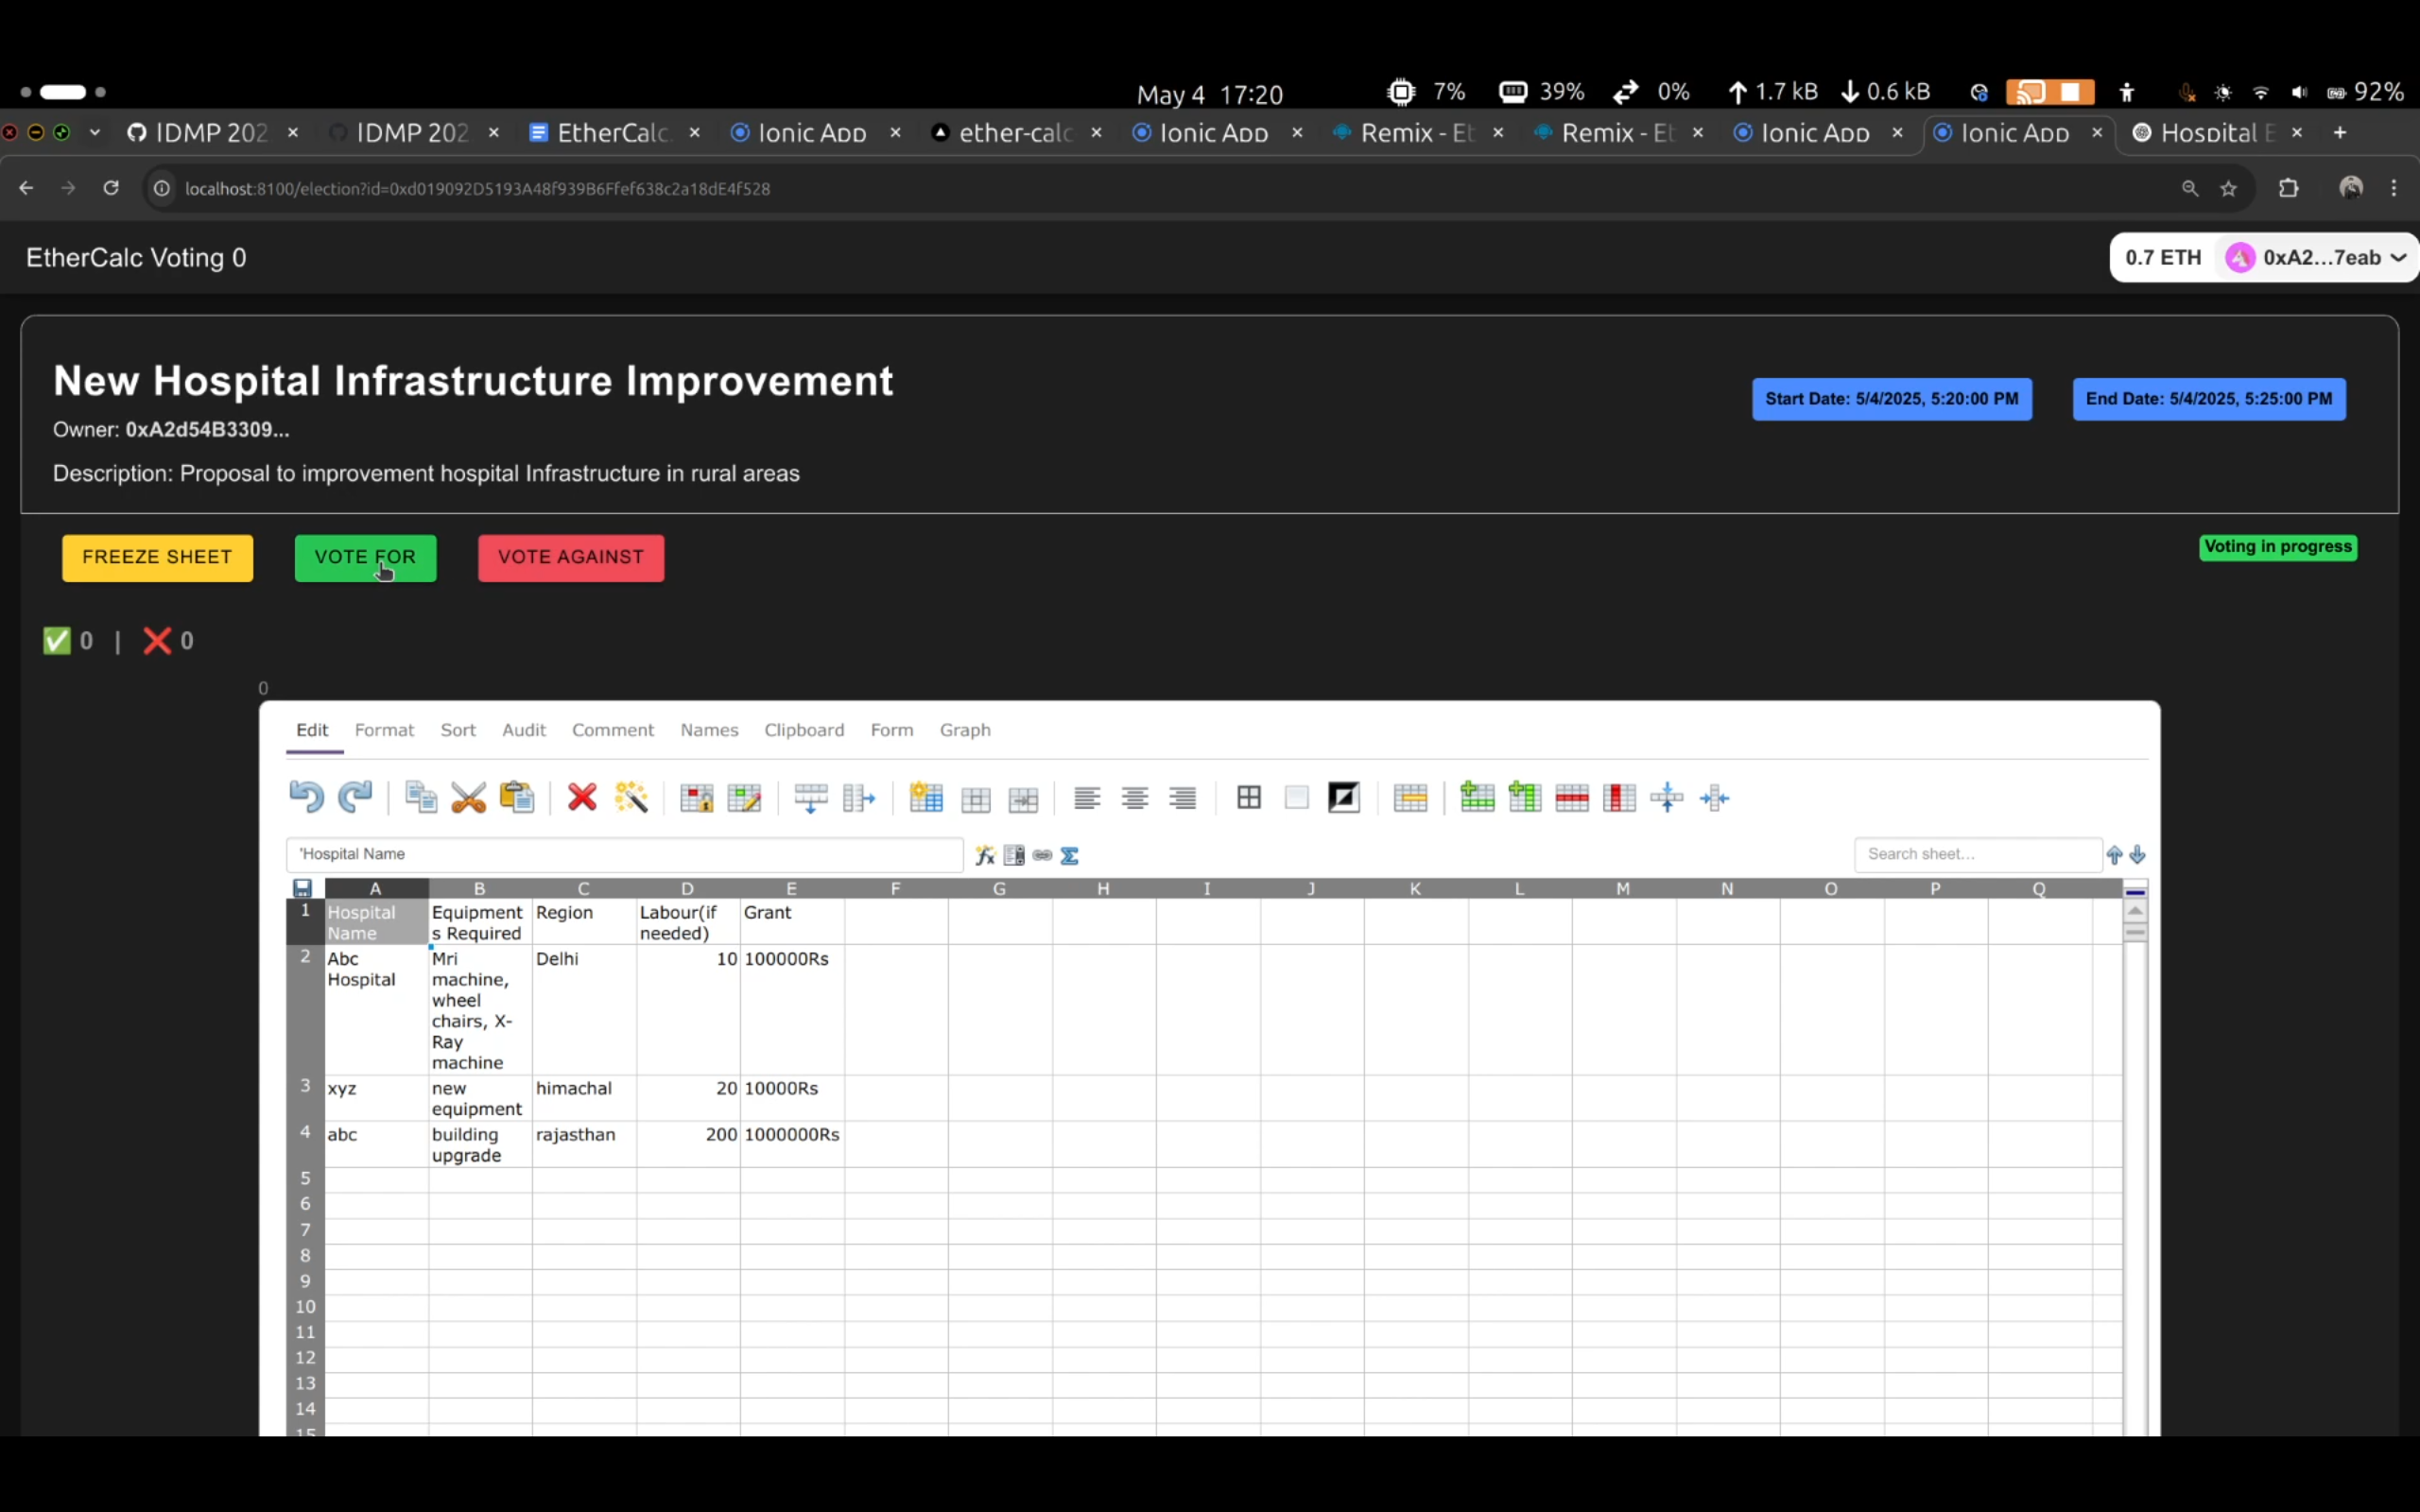 May 4 17:20 7% 39% 0% 1.7 kB 0.6 kB 92%
IDMP 202 IDMP 202 EtherCalc Ionic App ether-calc Ionic App Remix - Et Remix - Et Ionic App Ionic App Hospital E
localhost:8100/election?id=0xd019092D5193A48f939B6Ffef638c2a18dE4f528
EtherCalc Voting 0
0.7 ETH 0xA2...7eab
New Hospital Infrastructure Improvement
Start Date: 5/4/2025, 5:20:00 PM End Date: 5/4/2025, 5:25:00 PM
Owner: 0xA2d54B3309...
Description: Proposal to improvement hospital Infrastructure in rural areas
FREEZE SHEET VOTE FOR VOTE AGAINST Voting in progress
✅ 0 | ❌ 0
0
Edit Format Sort Audit Comment Names Clipboard Form Graph
'Hospital Name Search sheet...
A B C D E F G H I J K L M N O P Q
1 Hospital Equipment Region Labour(if Grant
Name s Required needed)
2 Abc Mri Delhi 10 100000Rs
Hospital machine,
wheel
chairs, X-
Ray
machine
3 xyz new himachal 20 10000Rs
equipment
4 abc building rajasthan 200 1000000Rs
upgrade
5
6
7
8
9
10
11
12
13
14
15